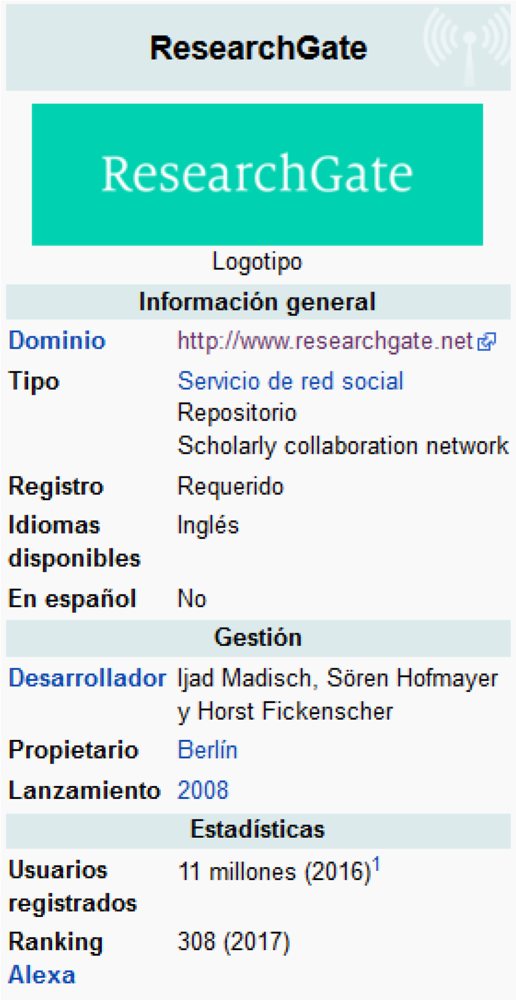 ResearchGate
ResearchGate
Logotipo
Información general
Dominio http://www.researchgate.net
Tipo Servicio de red social
Repositorio
Scholarly collaboration network
Registro Requerido
Idiomas Inglés
disponibles
En español No
Gestión
Desarrollador Ijad Madisch, Sören Hofmayer
y Horst Fickenscher
Propietario Berlín
Lanzamiento 2008
Estadísticas
Usuarios 11 millones (2016)1
registrados
Ranking 308 (2017)
Alexa